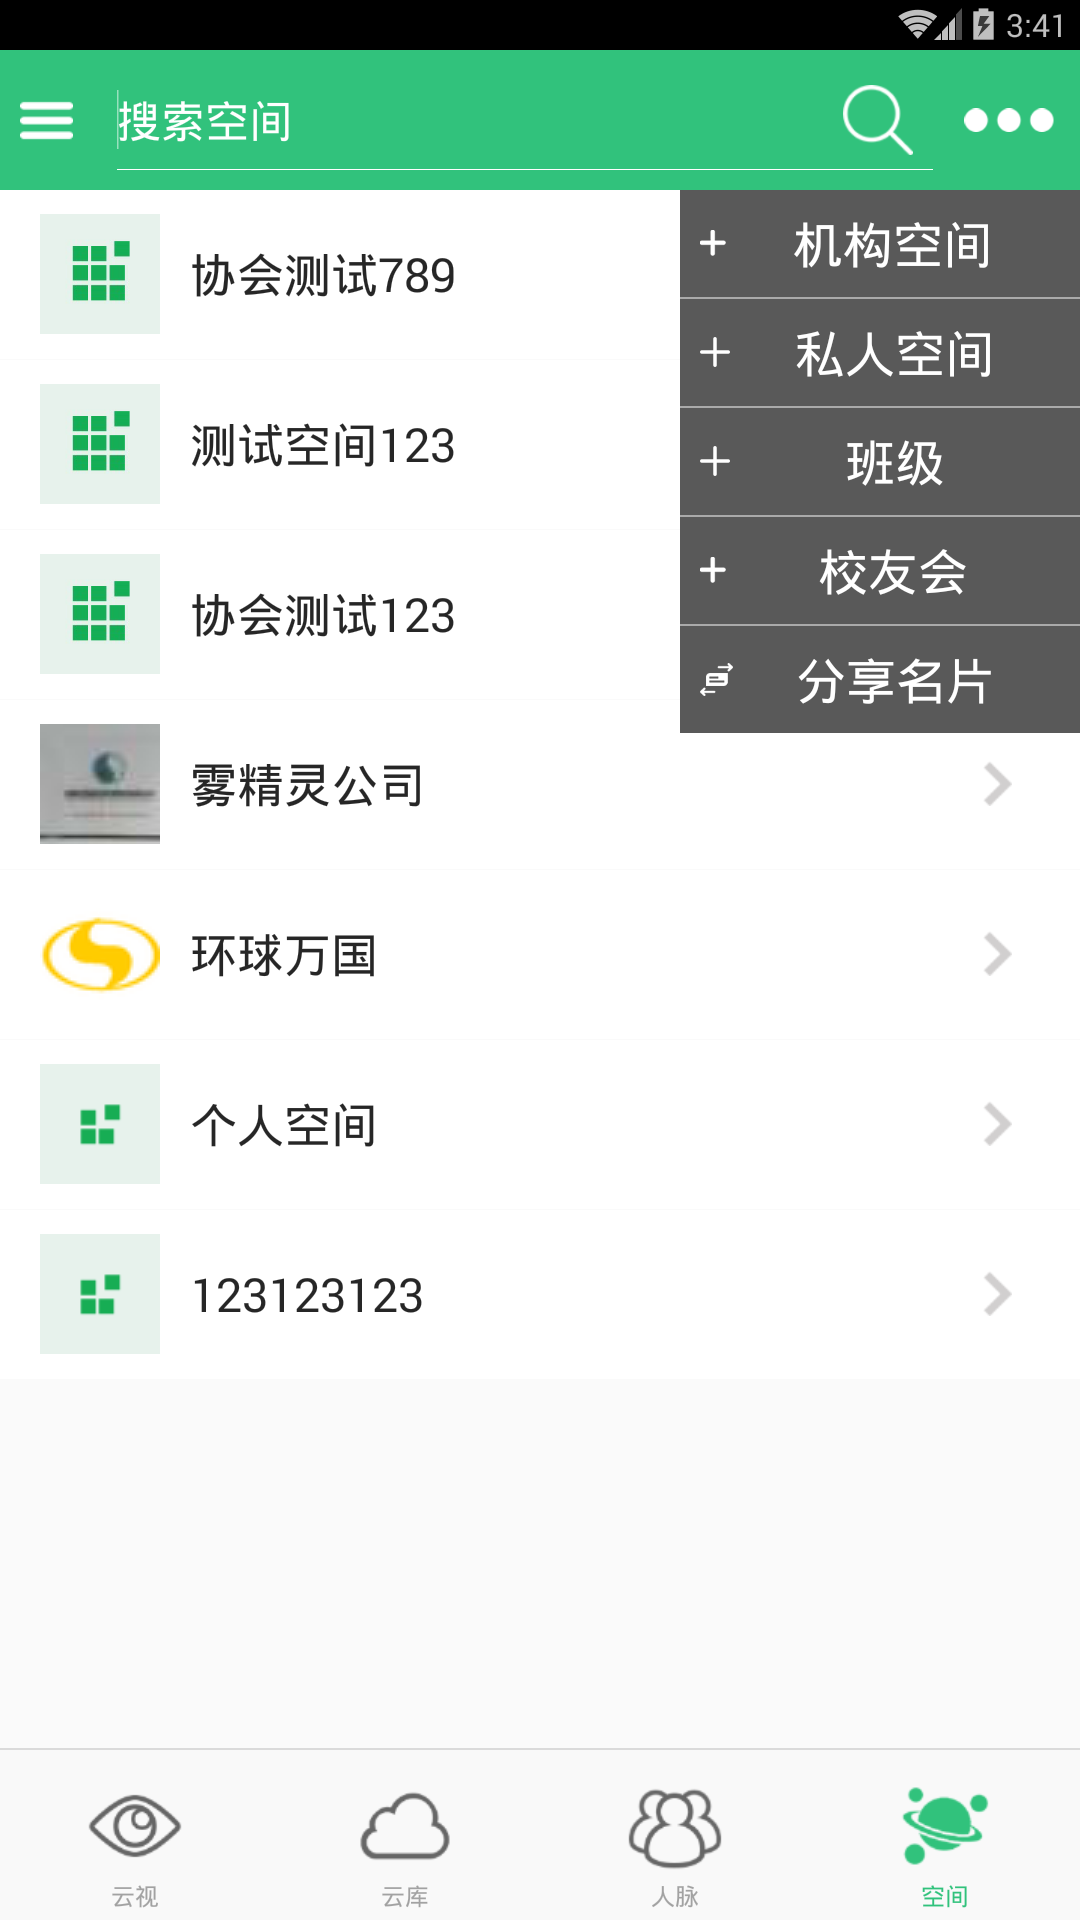 3:41
搜索空间
机构空间
私人空间
班级
校友会
分享名片
协会测试789
测试空间123
协会测试123
雾精灵公司
环球万国
个人空间
123123123
云视
云库
人脉
空间